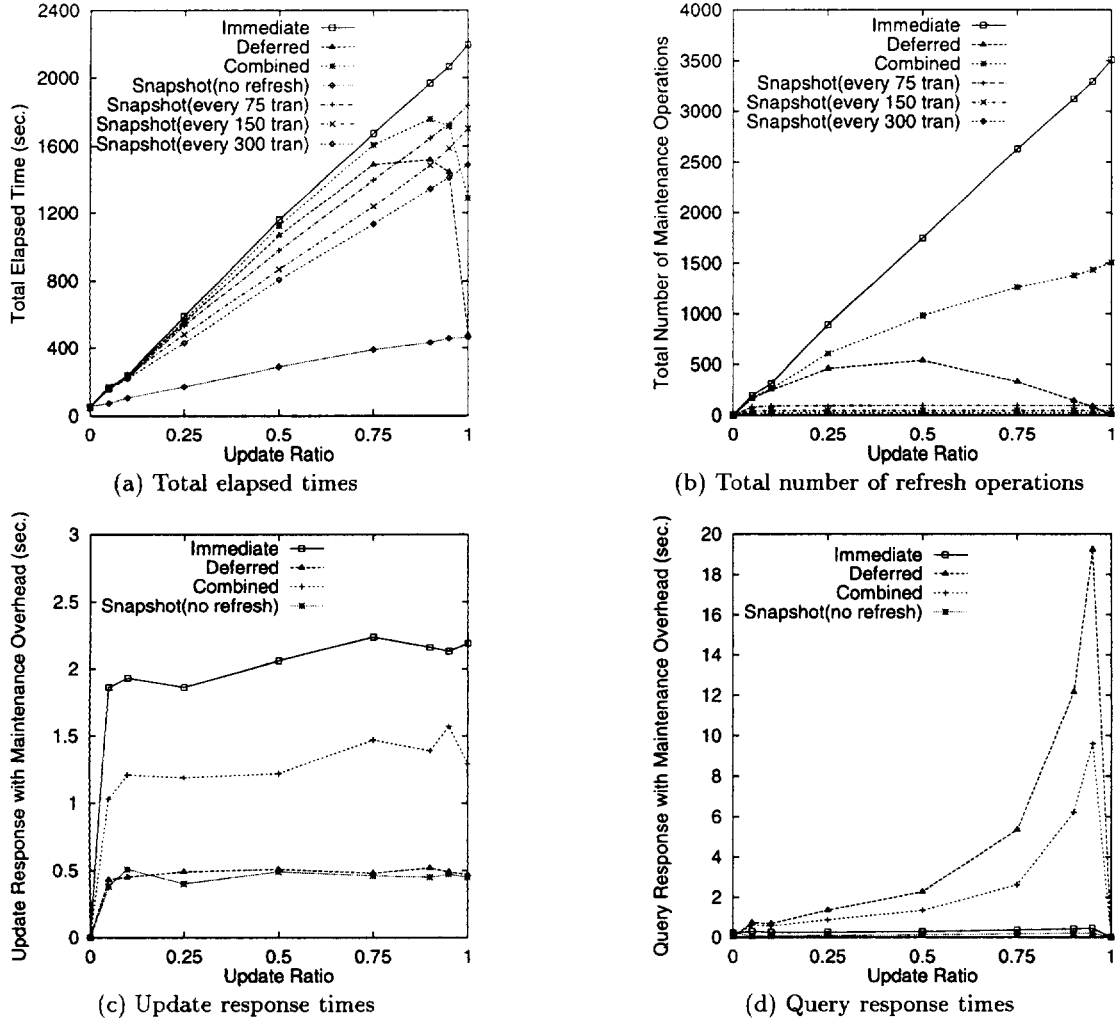 Total Elapsed Time (sec.)
2400
2000
1600
1200
800
400
0
Immediate
Deferred
Combined
Snapshot(no refresh)
Snapshot(every 75 tran)
Snapshot(every 150 tran)
Snapshot(every 300 tran)
0 0.25 0.5 0.75 1
Update Ratio
(a) Total elapsed times
Total Number of Maintenance Operations
4000
3500
3000
2500
2000
1500
1000
500
0
Immediate
Deferred
Combined
Snapshot(every 75 tran)
Snapshot(every 150 tran)
Snapshot(every 300 tran)
0 0.25 0.5 0.75 1
Update Ratio
(b) Total number of refresh operations
Update Response with Maintenance Overhead (sec.)
3
2.5
2
1.5
1
0.5
0
Immediate
Deferred
Combined
Snapshot(no refresh)
0 0.25 0.5 0.75 1
Update Ratio
(c) Update response times
Query Response with Maintenance Overhead (sec.)
20
18
16
14
12
10
8
6
4
2
0
Immediate
Deferred
Combined
Snapshot(no refresh)
0 0.25 0.5 0.75 1
Update Ratio
(d) Query response times